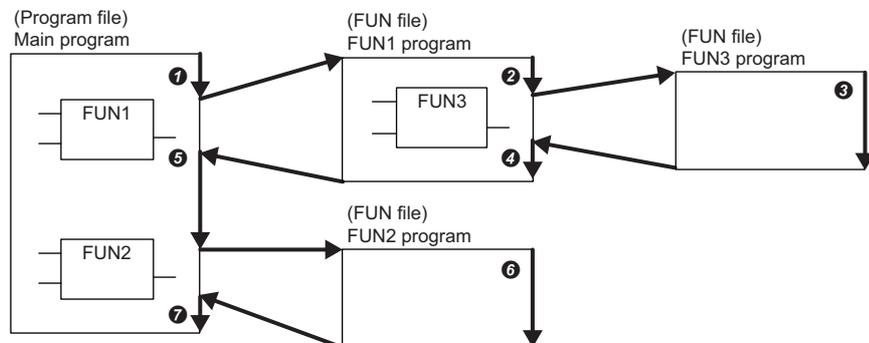 (Program file)
Main program
❶
FUN1
❺
FUN2
❼
(FUN file)
FUN1 program
❷
FUN3
❹
(FUN file)
FUN3 program
❸
(FUN file)
FUN2 program
❻